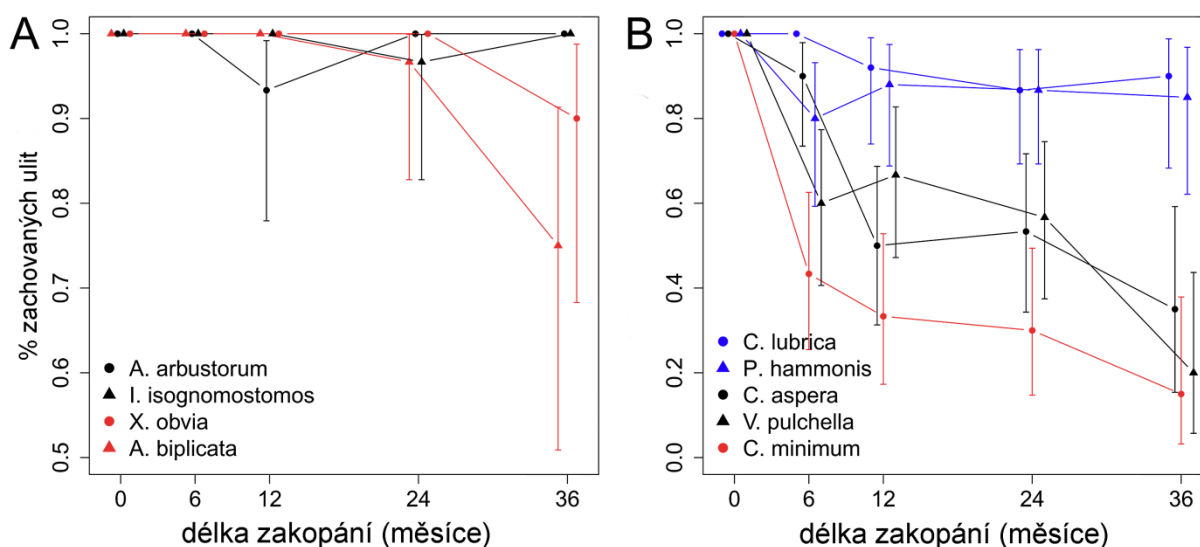 A
% zachovaných ulit
1.0
0.9
0.8
0.7
0.6
0.5
A. arbustorum
I. isognomostomos
X. obvia
A. biplicata
0 6 12 24 36
délka zakopání (měsíce)
B
1.0
0.8
0.6
0.4
0.2
0.0
C. lubrica
P. hammonis
C. aspera
V. pulchella
C. minimum
0 6 12 24 36
délka zakopání (měsíce)